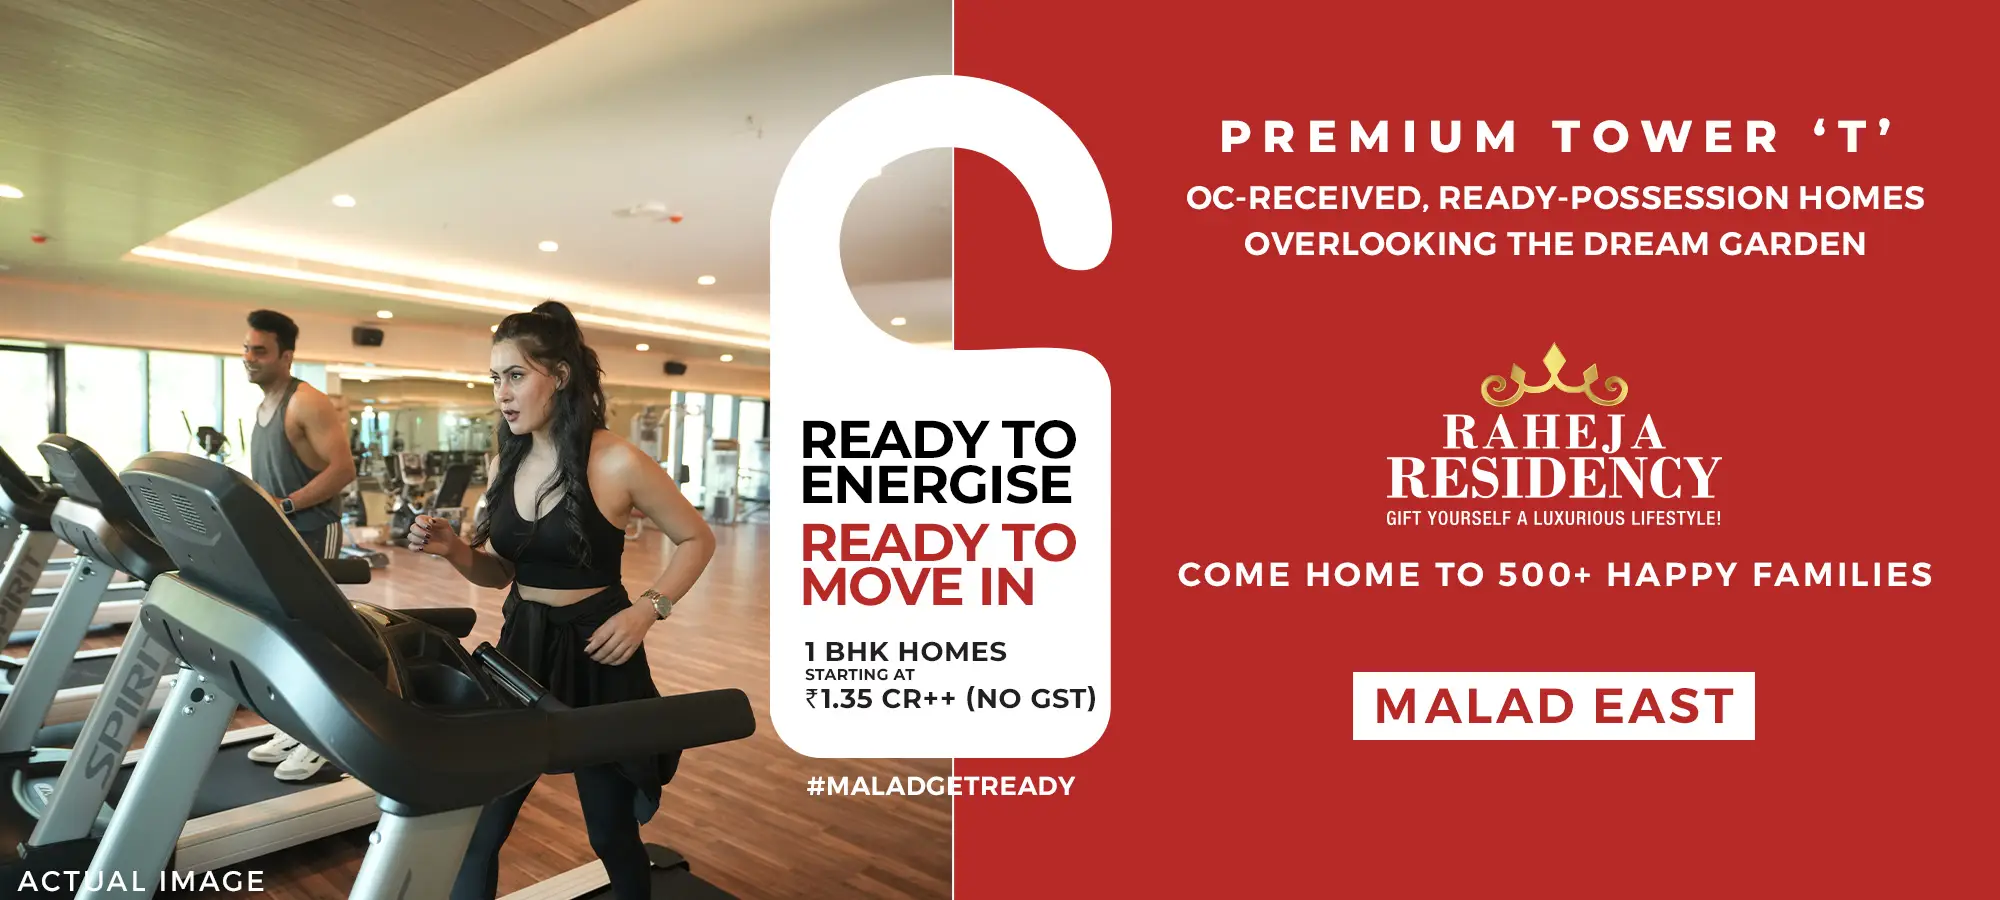 PREMIUM TOWER ‘T’
OC-RECEIVED, READY-POSSESSION HOMES
OVERLOOKING THE DREAM GARDEN
RAHEJA
RESIDENCY
GIFT YOURSELF A LUXURIOUS LIFESTYLE!
COME HOME TO 500+ HAPPY FAMILIES
MALAD EAST
READY TO
ENERGISE
READY TO
MOVE IN
1 BHK HOMES
STARTING AT
₹1.35 CR++ (NO GST)
#MALADGETREADY
SPIRIT
SPIRIT
ACTUAL IMAGE